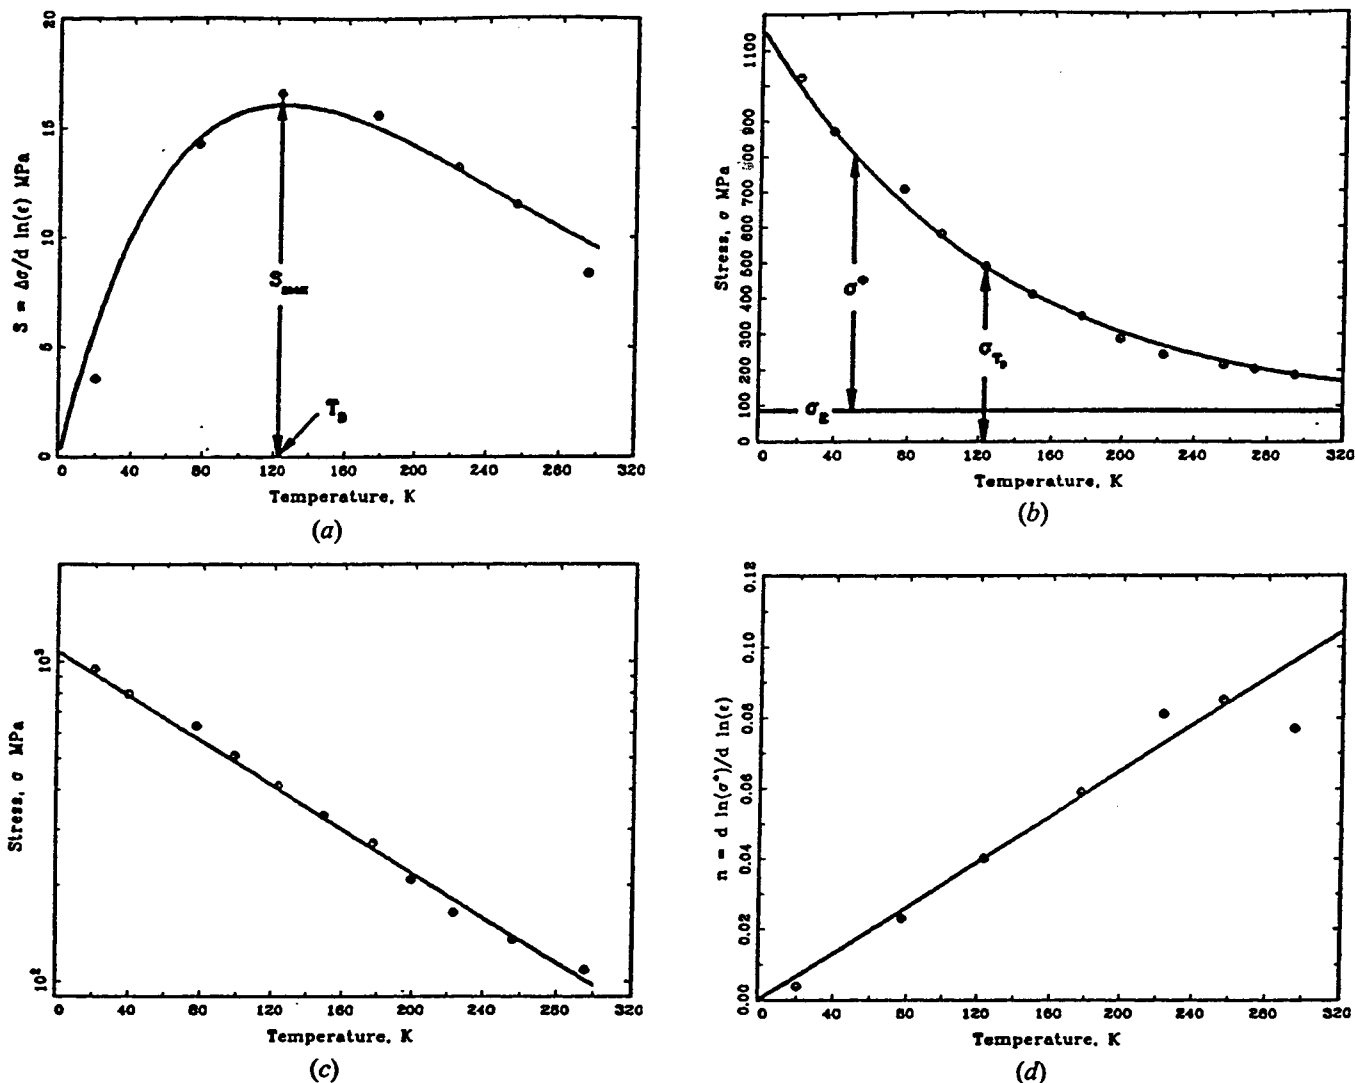 20
15
10
5
0
S = Δσ/d ln(ε) MPa
S_max
T_B
0 40 80 120 160 200 240 280 320
Temperature, K
(a)
1100
900
800
700
600
500
400
300
200
100
0
Stress, σ MPa
σ*
σ_T_B
σ_E
0 40 80 120 160 200 240 280 320
Temperature, K
(b)
10³
10²
Stress, σ MPa
0 40 80 120 160 200 240 280 320
Temperature, K
(c)
0.12
0.10
0.08
0.06
0.04
0.02
0.00
n = d ln(σ*)/d ln(ε)
0 40 80 120 160 200 240 280 320
Temperature, K
(d)